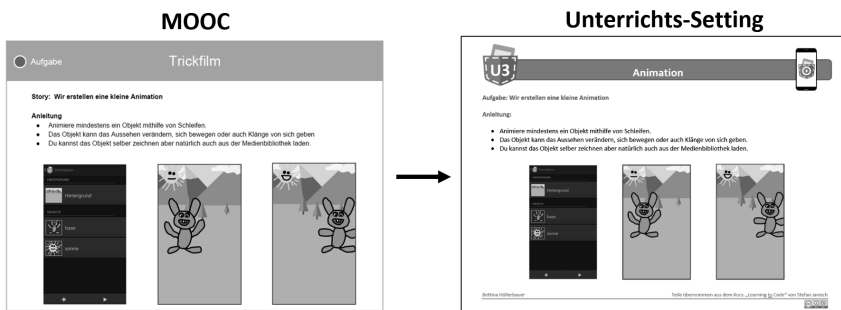 MOOC
Unterrichts-Setting
Aufgabe
Trickfilm
Story: Wir erstellen eine kleine Animation
Anleitung
● Animiere mindestens ein Objekt mithilfe von Schleifen.
● Das Objekt kann das Aussehen verändern, sich bewegen oder auch Klänge von sich geben
● Du kannst das Objekt selber zeichnen aber natürlich auch aus der Medienbibliothek laden.
Hintergrund
hase
sonne
U3
Animation
Aufgabe: Wir erstellen eine kleine Animation
Anleitung:
• Animiere mindestens ein Objekt mithilfe von Schleifen.
• Das Objekt kann das Aussehen verändern, sich bewegen oder auch Klänge von sich geben.
• Du kannst das Objekt selber zeichnen aber natürlich auch aus der Medienbibliothek laden.
Hintergrund
hase
sonne
Bettina Höllerbauer
Teile übernommen aus dem Kurs: „Learning to Code" von Stefan Janisch